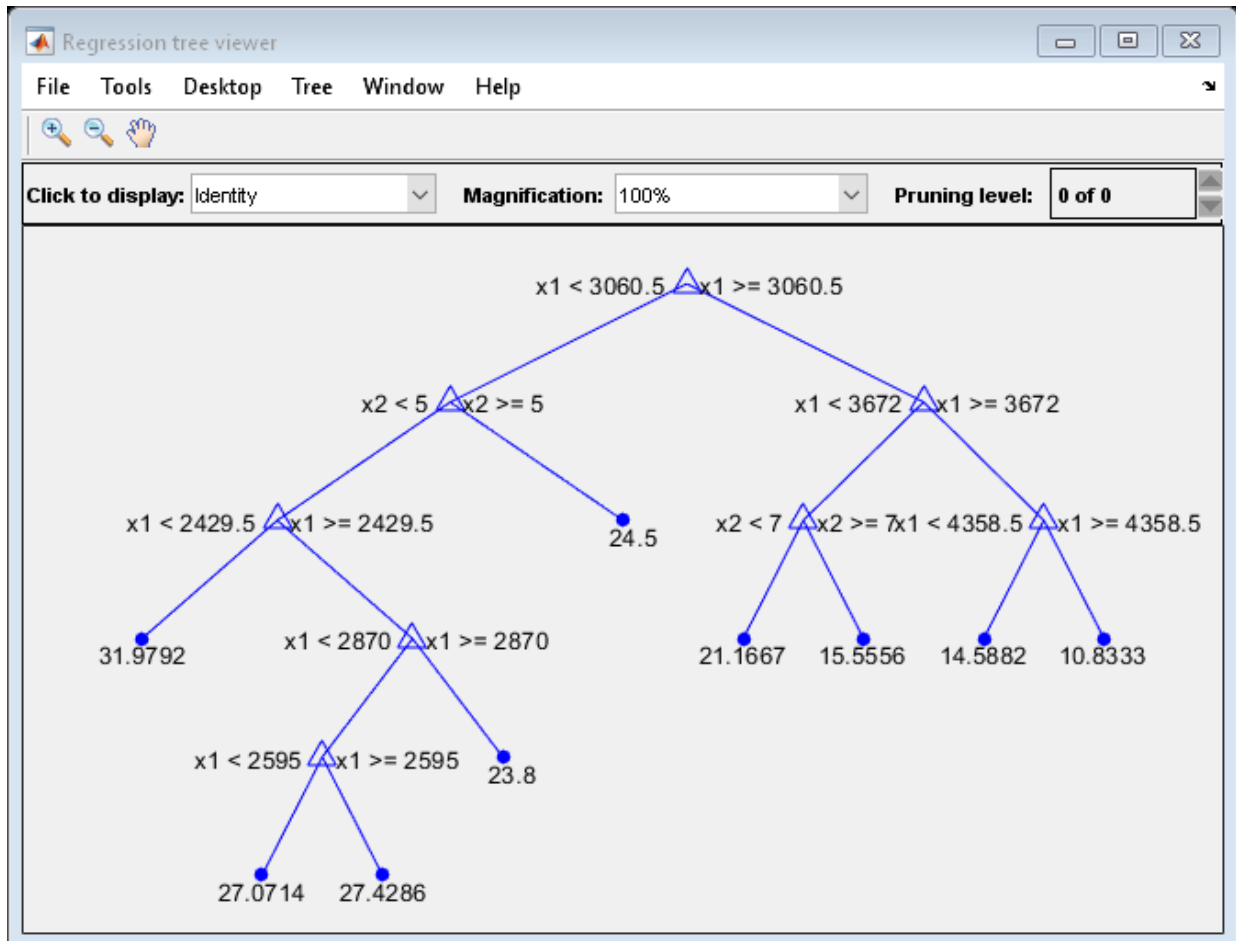 Regression tree viewer
File Tools Desktop Tree Window Help
Click to display: Identity Magnification: 100% Pruning level: 0 of 0
x1 < 3060.5 x1 >= 3060.5
x2 < 5 x2 >= 5 x1 < 3672 x1 >= 3672
x1 < 2429.5 x1 >= 2429.5 24.5 x2 < 7 x2 >= 7 x1 < 4358.5 x1 >= 4358.5
31.9792 x1 < 2870 x1 >= 2870 21.1667 15.5556 14.5882 10.8333
x1 < 2595 x1 >= 2595 23.8
27.0714 27.4286